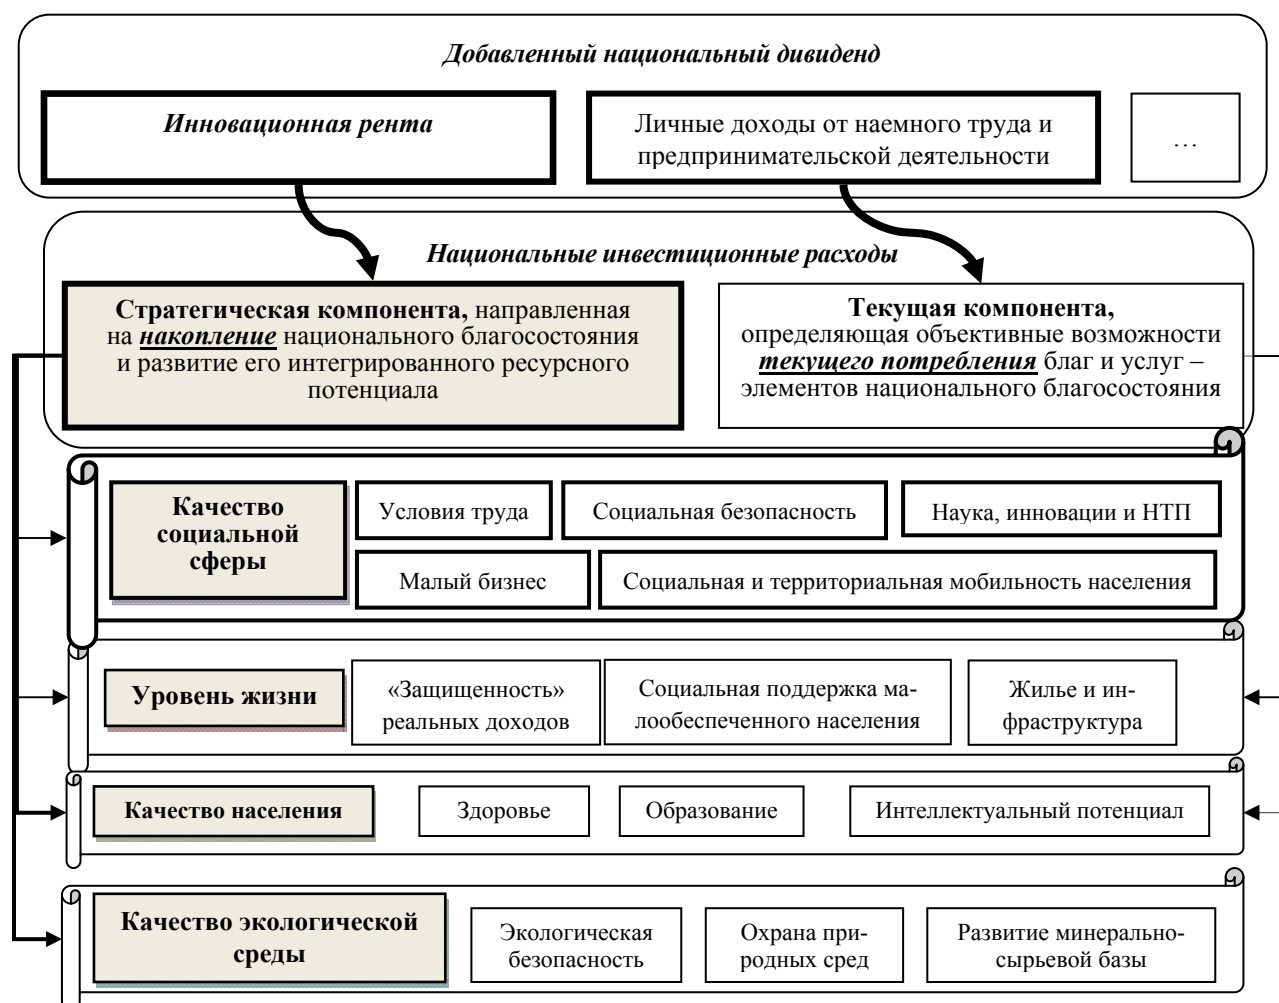 Добавленный национальный дивиденд
Инновационная рента
Личные доходы от наемного труда и
предпринимательской деятельности
…
Национальные инвестиционные расходы
Стратегическая компонента, направленная
на накопление национального благосостояния
и развитие его интегрированного ресурсного
потенциала
Текущая компонента,
определяющая объективные возможности
текущего потребления благ и услуг –
элементов национального благосостояния
Качество
социальной
сферы
Условия труда
Социальная безопасность
Наука, инновации и НТП
Малый бизнес
Социальная и территориальная мобильность населения
Уровень жизни
«Защищенность»
реальных доходов
Социальная поддержка ма-
лообеспеченного населения
Жилье и ин-
фраструктура
Качество населения
Здоровье
Образование
Интеллектуальный потенциал
Качество экологической
среды
Экологическая
безопасность
Охрана при-
родных сред
Развитие минерально-
сырьевой базы